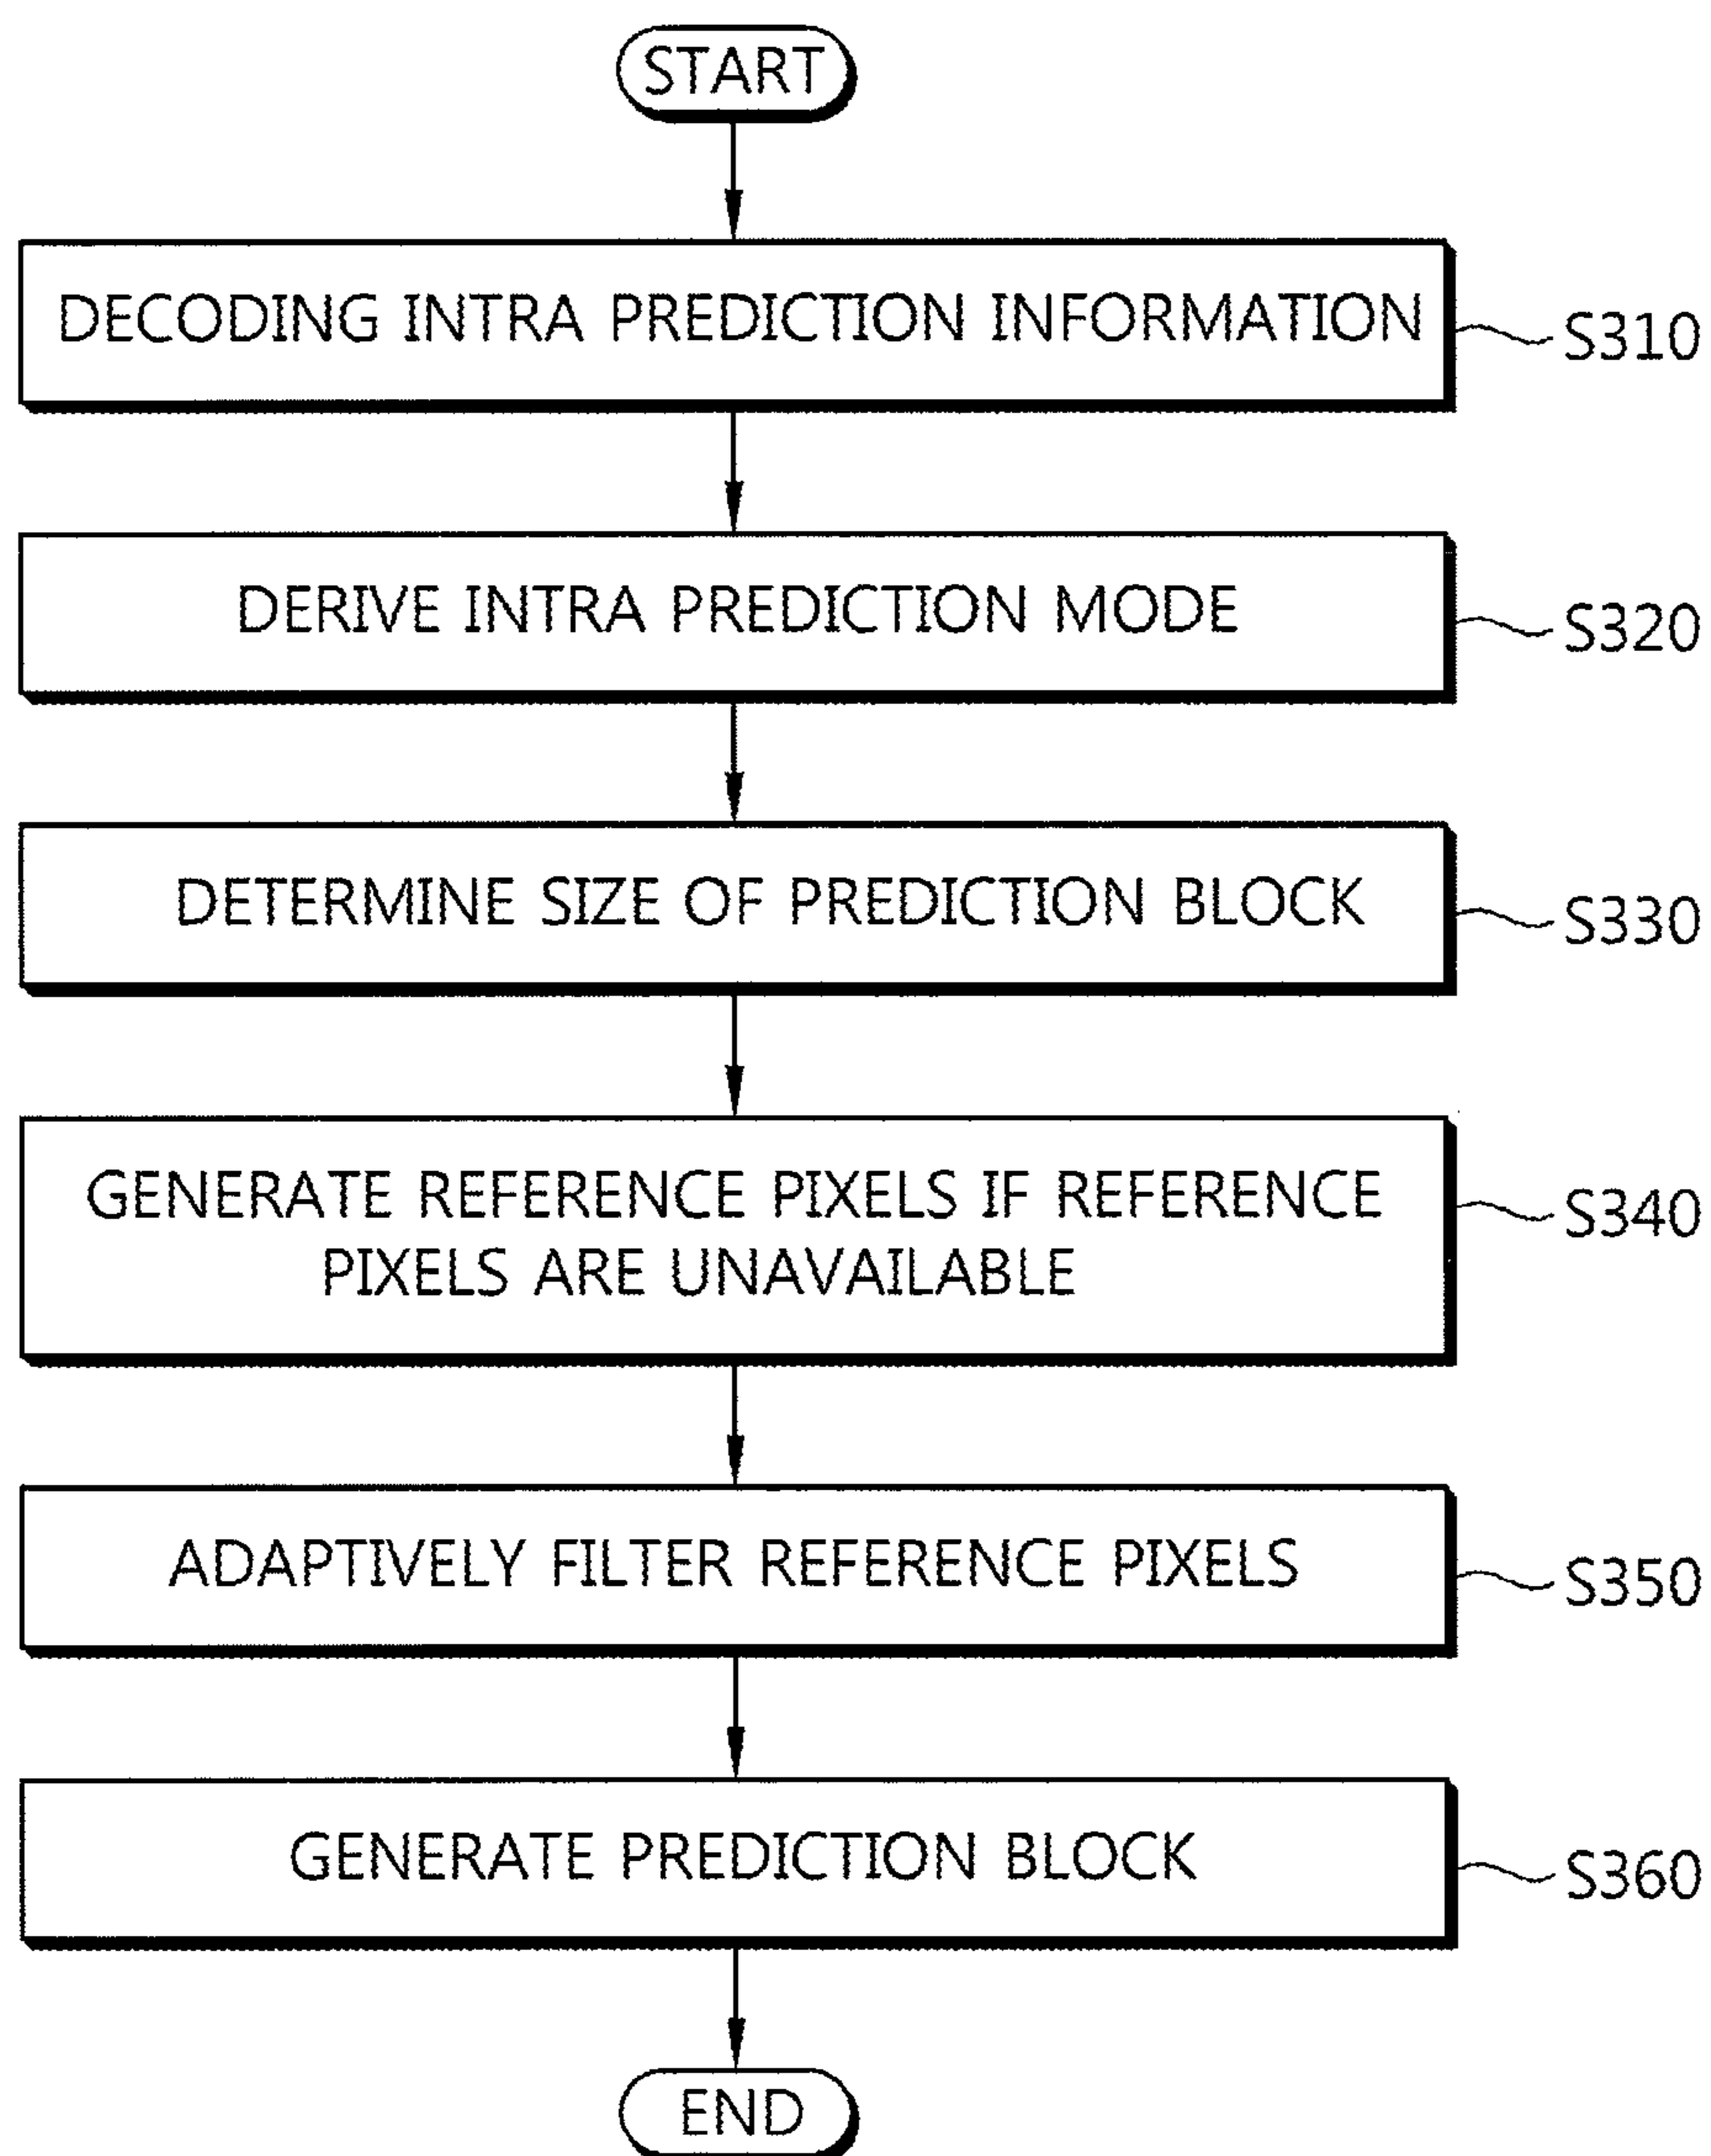 START
DECODING INTRA PREDICTION INFORMATION
S310
DERIVE INTRA PREDICTION MODE
S320
DETERMINE SIZE OF PREDICTION BLOCK
S330
GENERATE REFERENCE PIXELS IF REFERENCE
PIXELS ARE UNAVAILABLE
S340
ADAPTIVELY FILTER REFERENCE PIXELS
S350
GENERATE PREDICTION BLOCK
S360
END